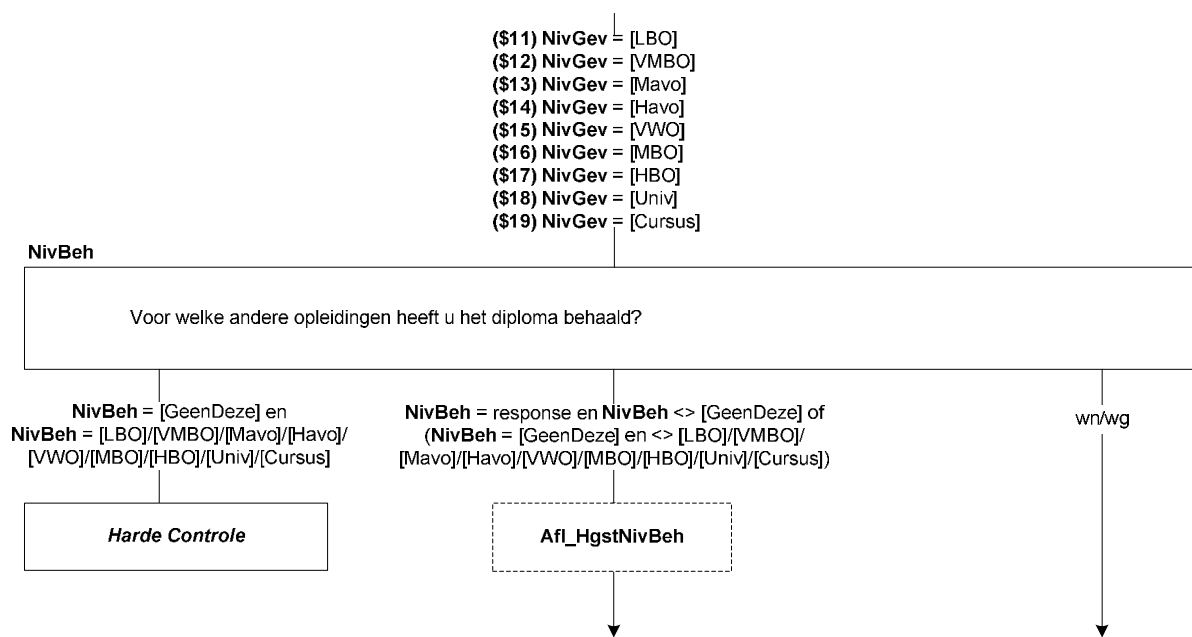 ($11) NivGev = [LBO]
($12) NivGev = [VMBO]
($13) NivGev = [Mavo]
($14) NivGev = [Havo]
($15) NivGev = [VWO]
($16) NivGev = [MBO]
($17) NivGev = [HBO]
($18) NivGev = [Univ]
($19) NivGev = [Cursus]
NivBeh
Voor welke andere opleidingen heeft u het diploma behaald?
NivBeh = [GeenDeze] en
NivBeh = [LBO]/[VMBO]/[Mavo]/[Havo]/
[VWO]/[MBO]/[HBO]/[Univ]/[Cursus]
NivBeh = response en NivBeh <> [GeenDeze] of
(NivBeh = [GeenDeze] en <> [LBO]/[VMBO]/
[Mavo]/[Havo]/[VWO]/[MBO]/[HBO]/[Univ]/[Cursus])
wn/wg
Harde Controle
Afl_HgstNivBeh